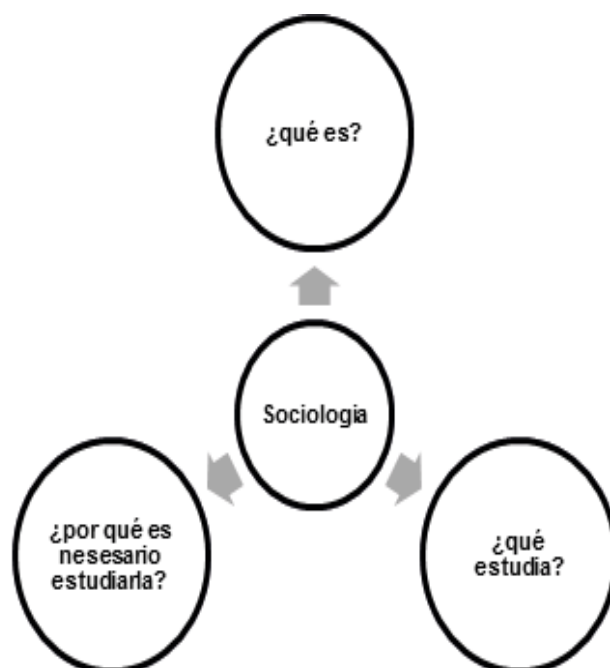 ¿qué es?
Sociologia
¿por qué es
nesesario
estudiarla?
¿qué
estudia?